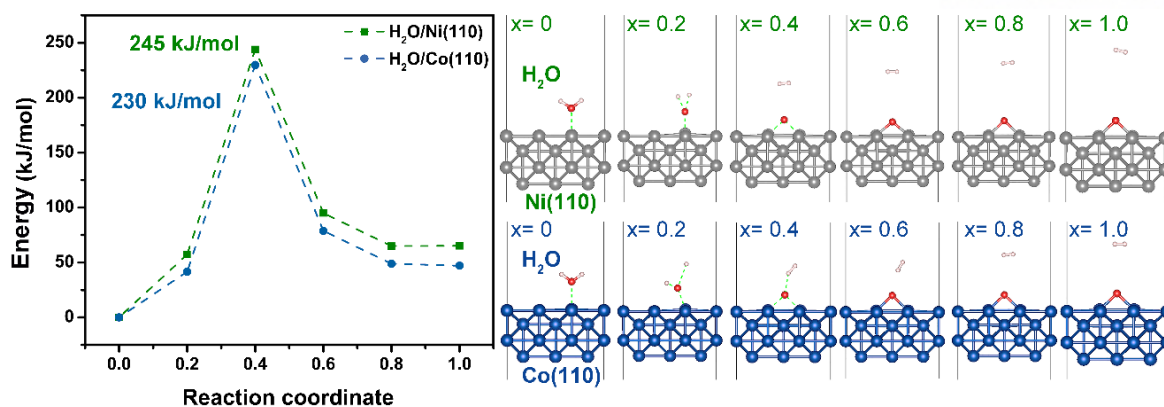 245 kJ/mol
230 kJ/mol
H₂O/Ni(110)
H₂O/Co(110)
Energy (kJ/mol)
250
200
150
100
50
0
0.0 0.2 0.4 0.6 0.8 1.0
Reaction coordinate
x= 0 x= 0.2 x= 0.4 x= 0.6 x= 0.8 x= 1.0
H₂O
Ni(110)
x= 0 x= 0.2 x= 0.4 x= 0.6 x= 0.8 x= 1.0
H₂O
Co(110)